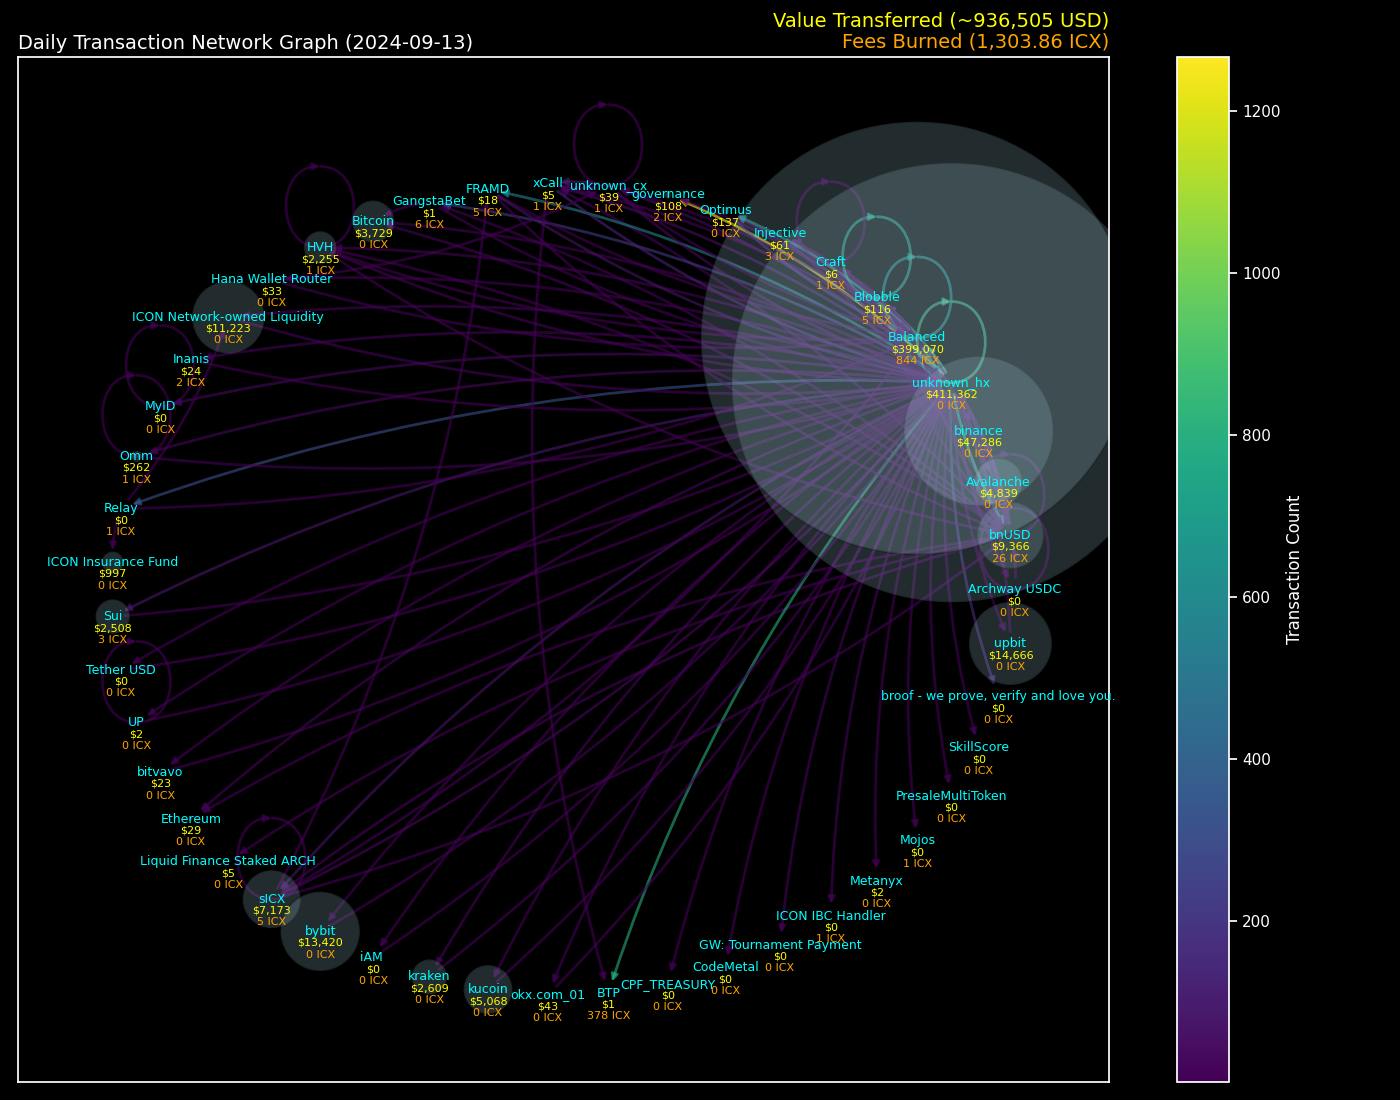 Value Transferred (~936,505 USD)
Daily Transaction Network Graph (2024-09-13)
Fees Burned (1,303.86 ICX)
unknown_cx
$39
1 ICX
xCall
$5
1 ICX
FRAMD
$18
5 ICX
_governance
$108
2 ICX
GangstaBet
$1
6 ICX
Optimus
$137
0 ICX
Bitcoin
$3,729
0 ICX
Injective
$61
3 ICX
HVH
$2,255
1 ICX
Craft
$6
1 ICX
Hana Wallet Router
$33
0 ICX
Blobble
$116
5 ICX
ICON Network-owned Liquidity
$11,223
0 ICX
Balanced
$399,070
844 ICX
Inanis
$24
2 ICX
unknown_hx
$411,362
0 ICX
MyID
$0
0 ICX
binance
$47,286
0 ICX
Omm
$262
1 ICX
Avalanche
$4,839
0 ICX
Relay
$0
1 ICX
bnUSD
$9,366
26 ICX
ICON Insurance Fund
$997
0 ICX
Archway USDC
$0
0 ICX
Sui
$2,508
3 ICX
upbit
$14,666
0 ICX
Tether USD
$0
0 ICX
broof - we prove, verify and love you.
$0
0 ICX
UP
$2
0 ICX
SkillScore
$0
0 ICX
bitvavo
$23
0 ICX
PresaleMultiToken
$0
0 ICX
Ethereum
$29
0 ICX
Mojos
$0
1 ICX
Liquid Finance Staked ARCH
$5
0 ICX
Metanyx
$2
0 ICX
sICX
$7,173
5 ICX
ICON IBC Handler
$0
1 ICX
bybit
$13,420
0 ICX
GW: Tournament Payment
$0
0 ICX
iAM
$0
0 ICX
CodeMetal
$0
0 ICX
kraken
$2,609
0 ICX
CPF_TREASURY
$0
0 ICX
kucoin
$5,068
0 ICX
okx.com_01
$43
0 ICX
BTP
$1
378 ICX
1200
1000
800
600
400
200
Transaction Count